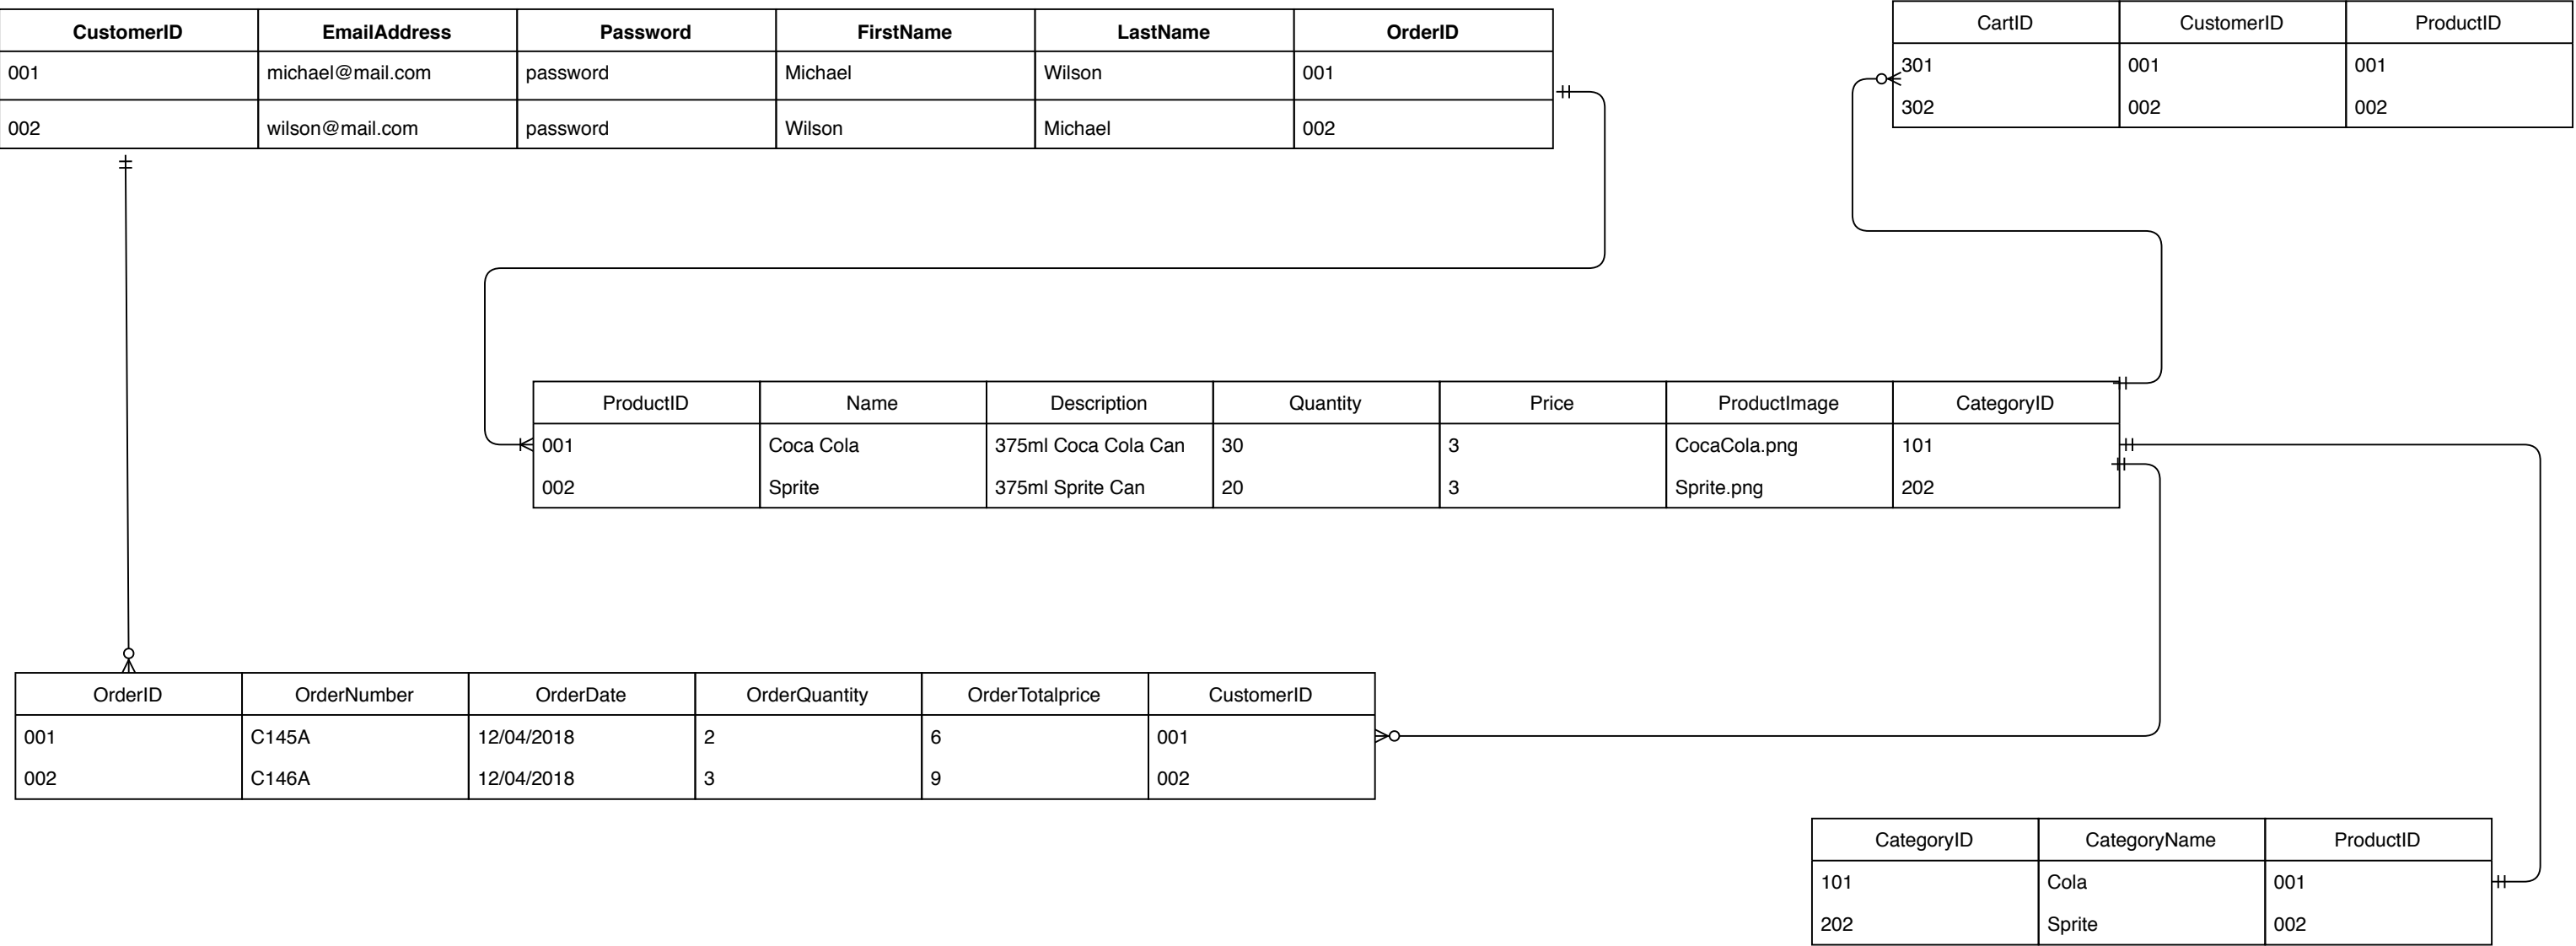 CustomerID EmailAddress Password FirstName LastName OrderID
001 michael@mail.com password Michael Wilson 001
002 wilson@mail.com password Wilson Michael 002
CartID CustomerID ProductID
301 001 001
302 002 002
ProductID Name Description Quantity Price ProductImage CategoryID
001 Coca Cola 375ml Coca Cola Can 30 3 CocaCola.png 101
002 Sprite 375ml Sprite Can 20 3 Sprite.png 202
OrderID OrderNumber OrderDate OrderQuantity OrderTotalprice CustomerID
001 C145A 12/04/2018 2 6 001
002 C146A 12/04/2018 3 9 002
CategoryID CategoryName ProductID
101 Cola 001
202 Sprite 002